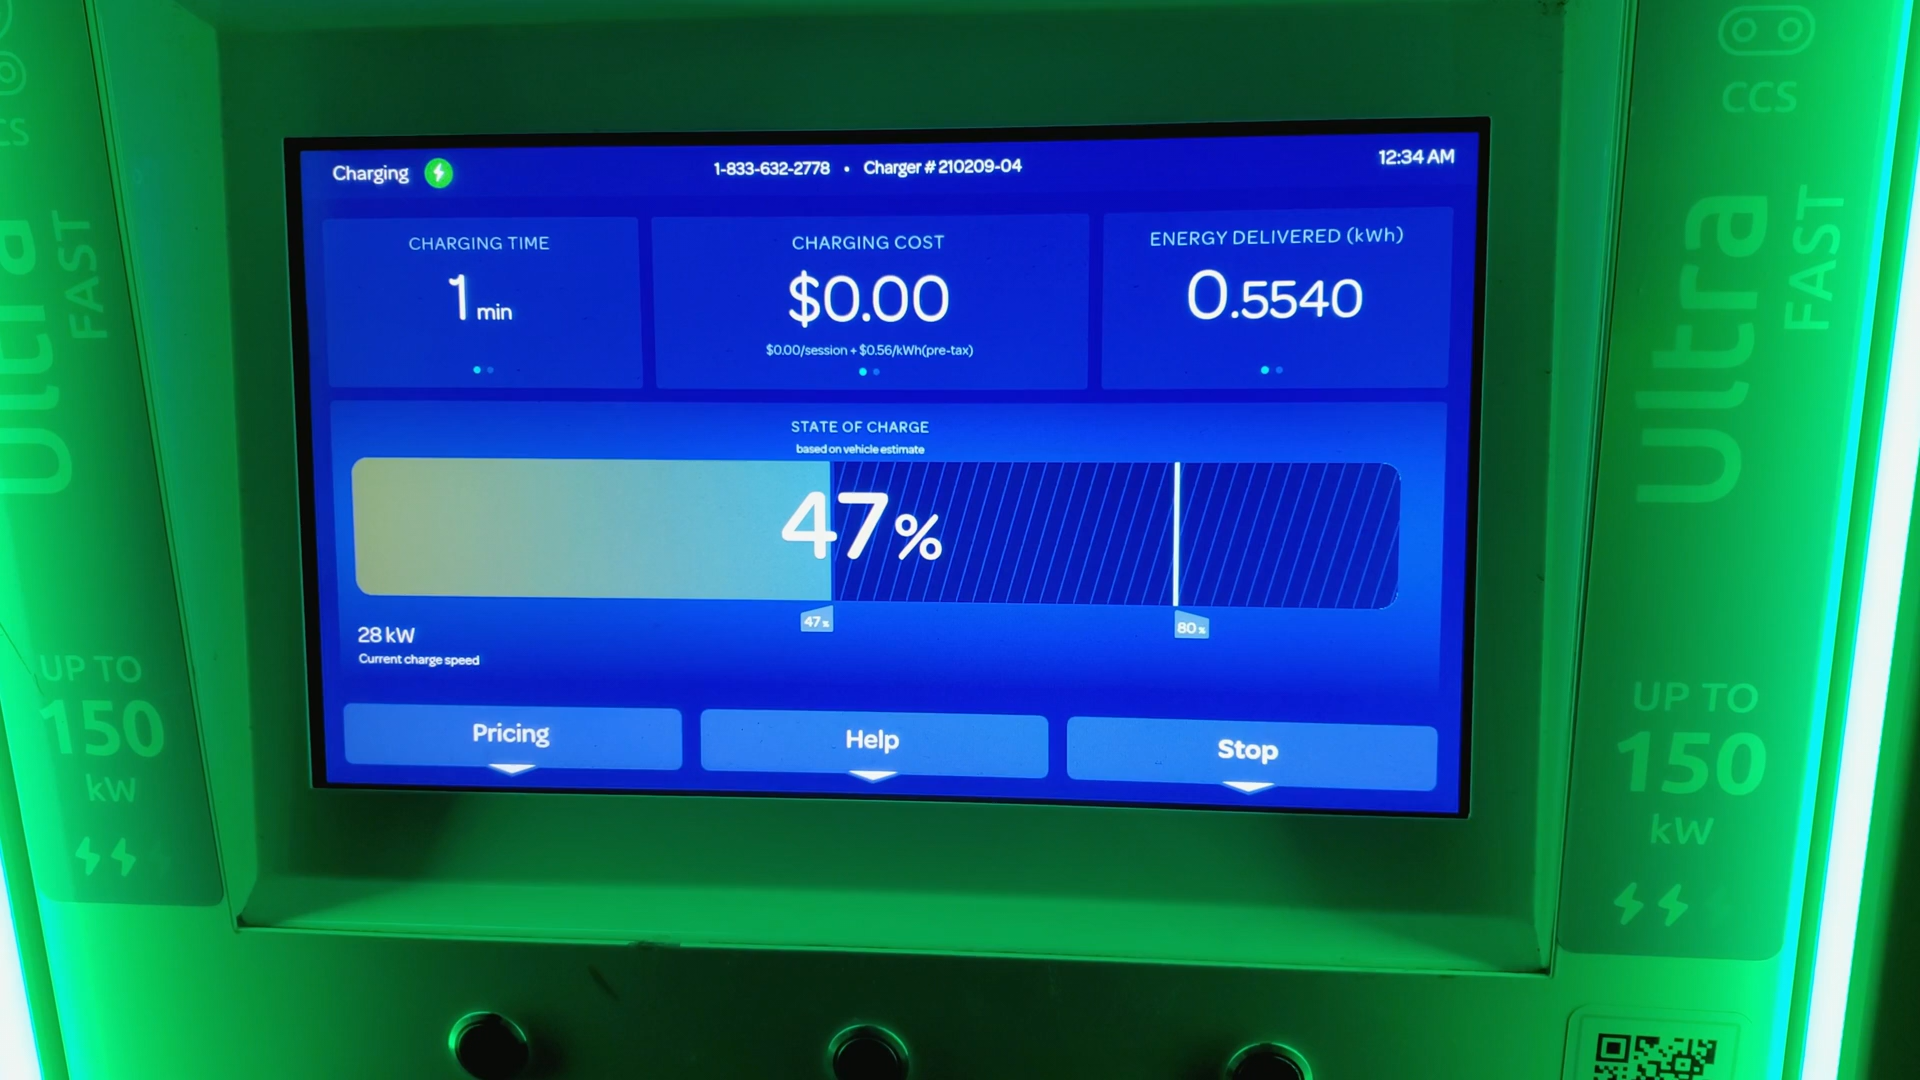 Charging
1-833-632-2778 • Charger # 210209-04
12:34 AM
CHARGING TIME
1 min
CHARGING COST
$0.00
$0.00/session + $0.56/kWh(pre-tax)
ENERGY DELIVERED (kWh)
0.5540
STATE OF CHARGE
based on vehicle estimate
47%
47%
80%
28 kW
Current charge speed
Pricing
Help
Stop
CS
Ultra
FAST
UP TO
150
kW
CCS
Ultra
FAST
UP TO
150
kW